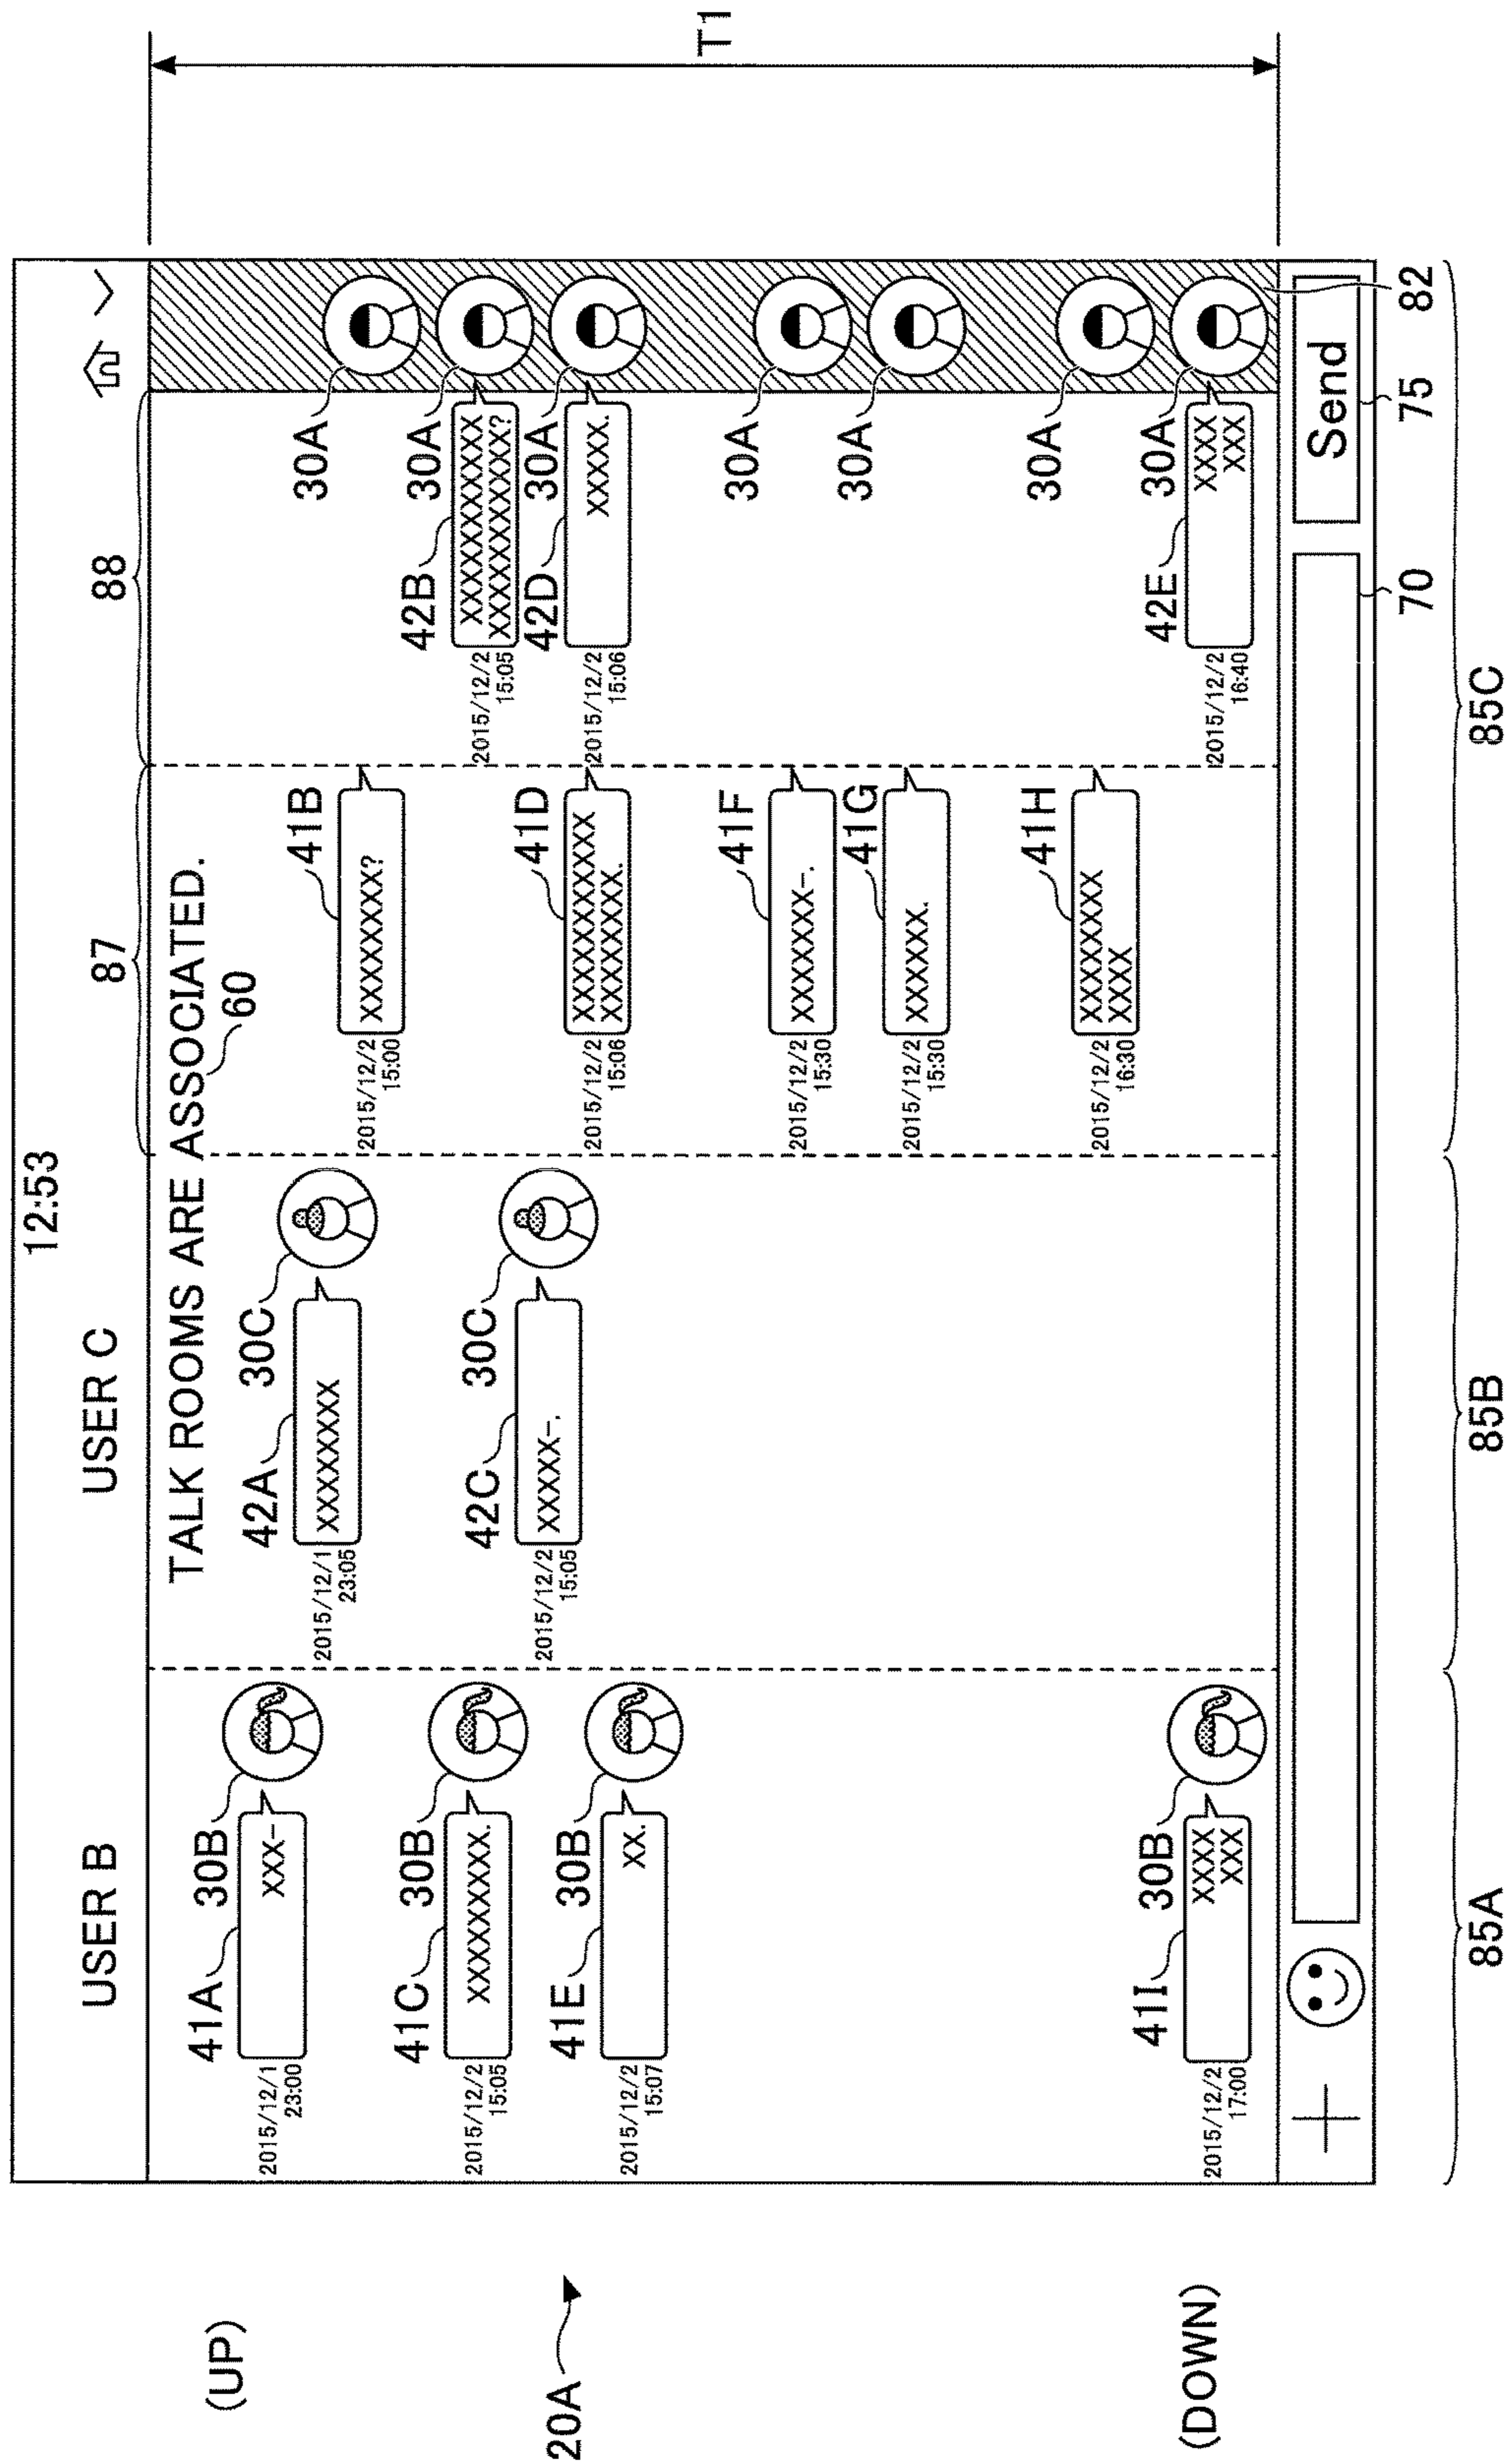 12:53
USER B
USER C
87
88
TALK ROOMS ARE ASSOCIATED.
60
T1
(UP)
41A
30B
XXX-
2015/12/1
23:00
42A
30C
XXXXXXXX
2015/12/1
23:05
41B
XXXXXXXX?
2015/12/2
15:00
30A
41C
30B
XXXXXXXXX.
2015/12/2
15:05
42B
30A
XXXXXXXXXXX
XXXXXXXXXXX?
2015/12/2
15:05
42C
30C
XXXXX-.
2015/12/2
15:05
41D
XXXXXXXXXXX
XXXXXXXX.
2015/12/2
15:06
42D
30A
XXXXX.
2015/12/2
15:06
20A
41E
30B
XX.
2015/12/2
15:07
41F
XXXXXXX-.
2015/12/2
15:30
30A
41G
XXXXXX.
2015/12/2
15:30
30A
41H
XXXXXXXX
XXXX
2015/12/2
16:30
30A
42E
30A
XXXX
XXX
2015/12/2
16:40
(DOWN)
41I
30B
XXXX
XXX
2015/12/2
17:00
Send
70
75
82
85A
85B
85C